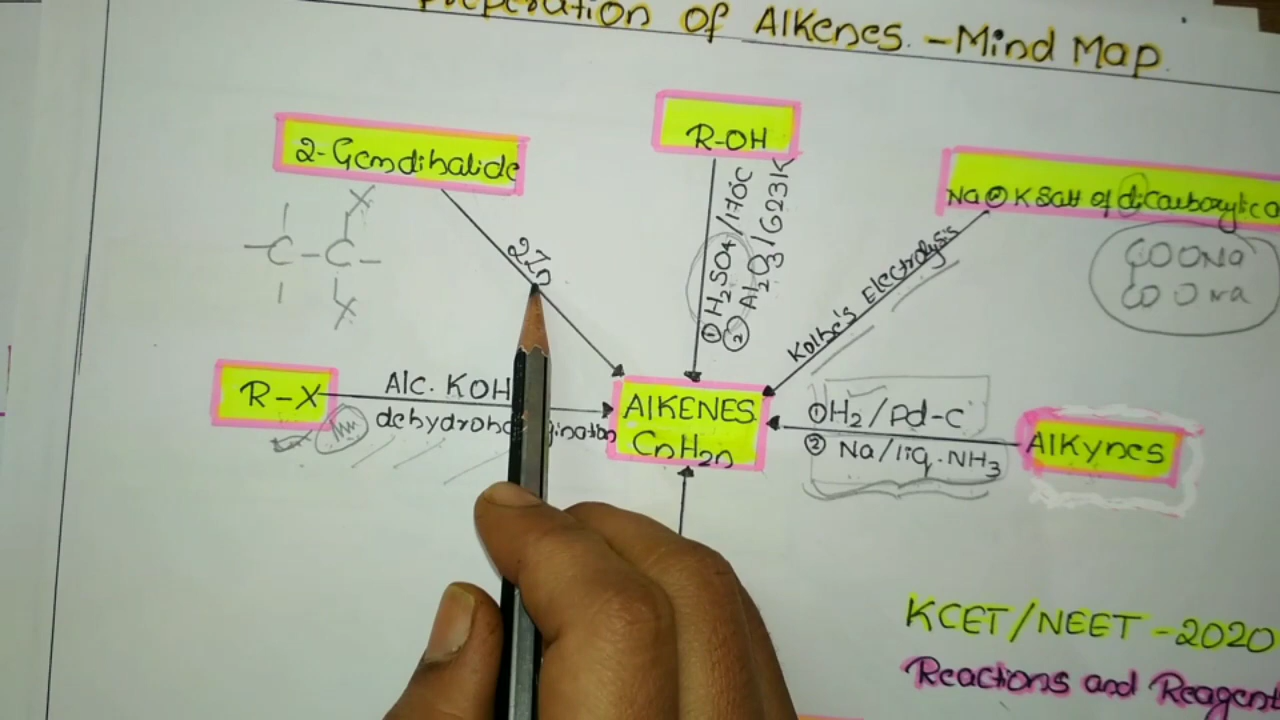 Preperation of Alkenes. - Mind Map
2-Gemdihalide
R-OH
Na K Salt of dicarboxylic
X
-C-C-
X
2Zn
① H2SO4/170c
② Al2O3/623K
Kolbe's Electrolysis
COONa
COONa
R-X
Alc. KOH
ALKENES
CnH2n
① H2/Pd-C
② Na/liq.NH3
Alkynes
KCET/NEET-2020
Reactions and Reagent